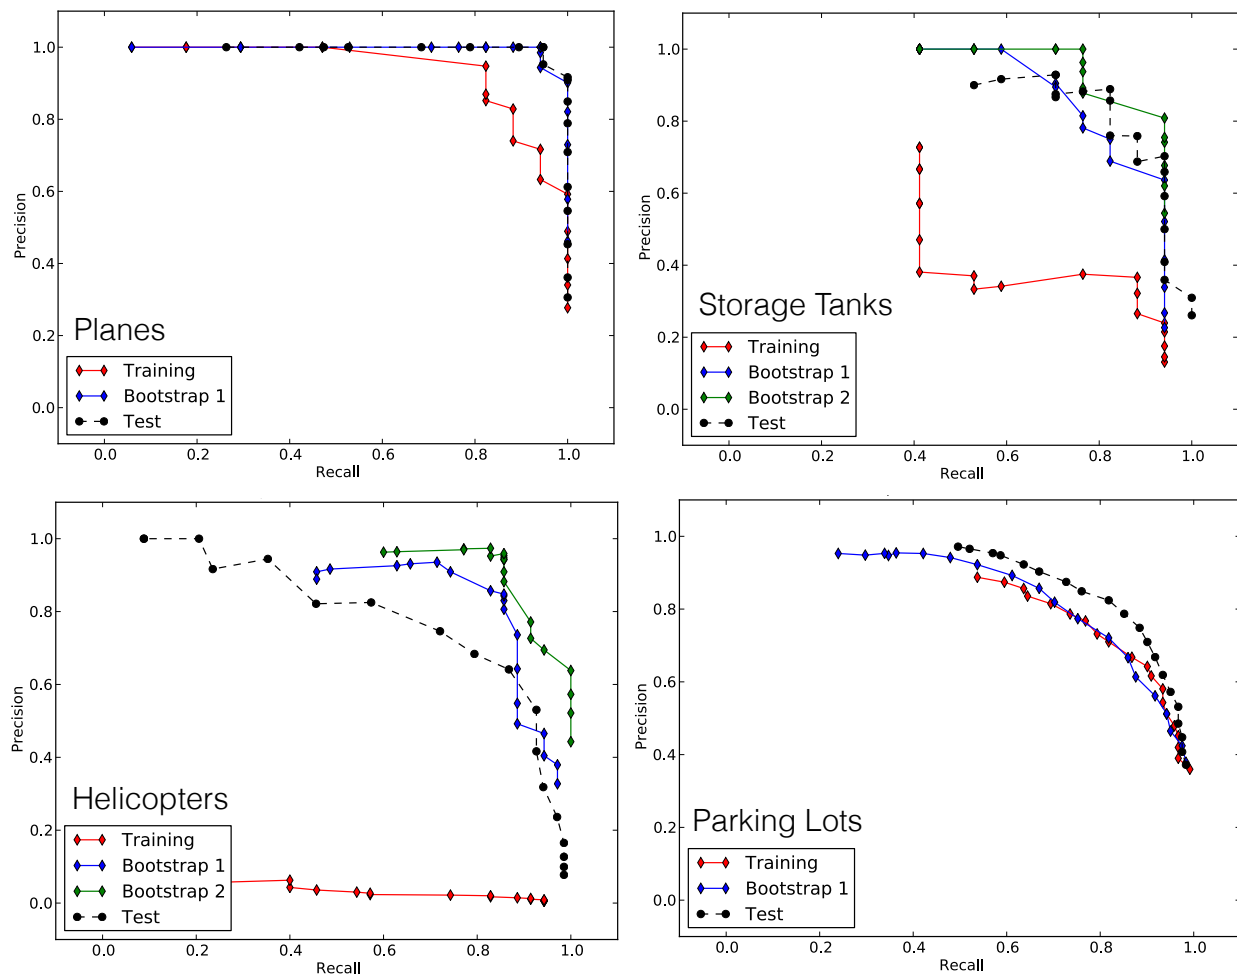 1.0
0.8
0.6
0.4
0.2
0.0
Precision
Planes
Training
Bootstrap 1
Test
0.0 0.2 0.4 0.6 0.8 1.0
Recall
1.0
0.8
0.6
0.4
0.2
0.0
Precision
Storage Tanks
Training
Bootstrap 1
Bootstrap 2
Test
0.0 0.2 0.4 0.6 0.8 1.0
Recall
1.0
0.8
0.6
0.4
0.2
0.0
Precision
Helicopters
Training
Bootstrap 1
Bootstrap 2
Test
0.0 0.2 0.4 0.6 0.8 1.0
Recall
1.0
0.8
0.6
0.4
0.2
0.0
Precision
Parking Lots
Training
Bootstrap 1
Test
0.0 0.2 0.4 0.6 0.8 1.0
Recall